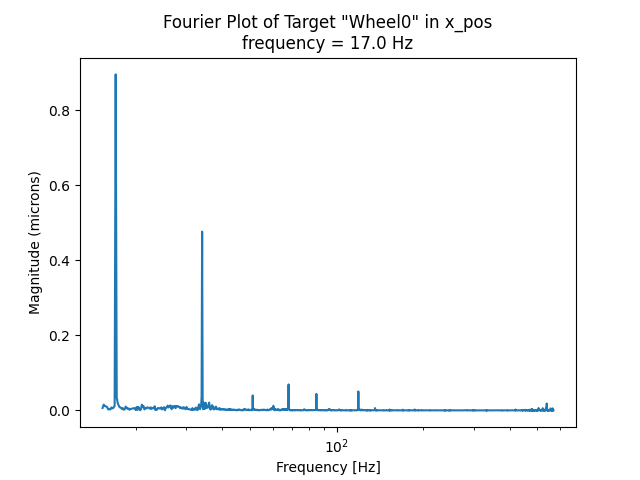 Fourier Plot of Target "Wheel0" in x_pos
frequency = 17.0 Hz
Magnitude (microns)
0.8
0.6
0.4
0.2
0.0
10²
Frequency [Hz]